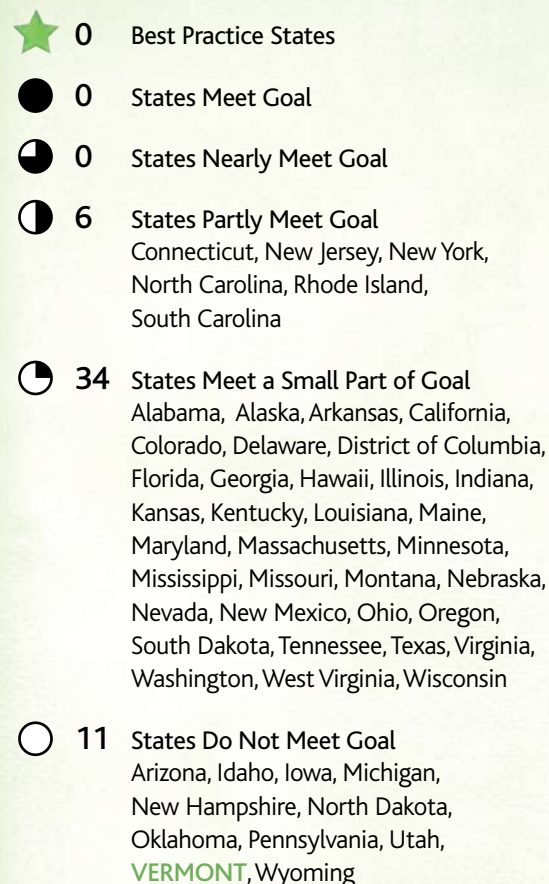 0 Best Practice States
0 States Meet Goal
0 States Nearly Meet Goal
6 States Partly Meet Goal
Connecticut, New Jersey, New York,
North Carolina, Rhode Island,
South Carolina
34 States Meet a Small Part of Goal
Alabama, Alaska, Arkansas, California,
Colorado, Delaware, District of Columbia,
Florida, Georgia, Hawaii, Illinois, Indiana,
Kansas, Kentucky, Louisiana, Maine,
Maryland, Massachusetts, Minnesota,
Mississippi, Missouri, Montana, Nebraska,
Nevada, New Mexico, Ohio, Oregon,
South Dakota, Tennessee, Texas, Virginia,
Washington, West Virginia, Wisconsin
11 States Do Not Meet Goal
Arizona, Idaho, Iowa, Michigan,
New Hampshire, North Dakota,
Oklahoma, Pennsylvania, Utah,
VERMONT, Wyoming